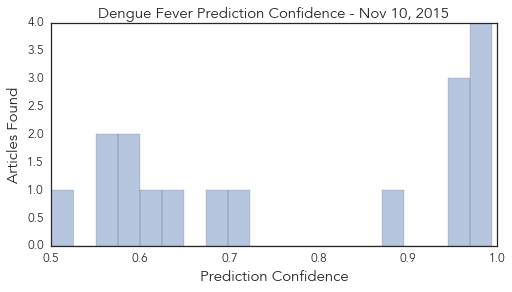 Dengue Fever Prediction Confidence - Nov 10, 2015
4.0
3.5
3.0
2.5
2.0
1.5
1.0
0.5
0.0
Articles Found
0.5 0.6 0.7 0.8 0.9 1.0
Prediction Confidence